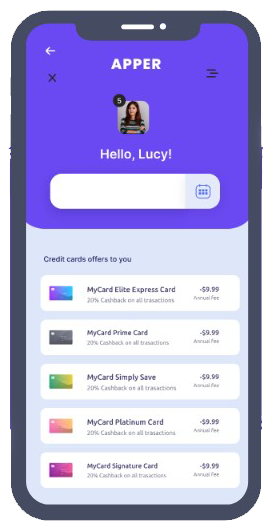 APPER
5
Hello, Lucy!
Credit cards offers to you
MyCard Elite Express Card -$9.99
20% Cashback on all trasactions Annual Fee
MyCard Prime Card -$9.99
20% Cashback on all trasactions Annual Fee
MyCard Simply Save -$9.99
20% Cashback on all trasactions Annual Fee
MyCard Platinum Card -$9.99
20% Cashback on all trasactions Annual Fee
MyCard Signature Card -$9.99
20% Cashback on all trasactions Annual Fee